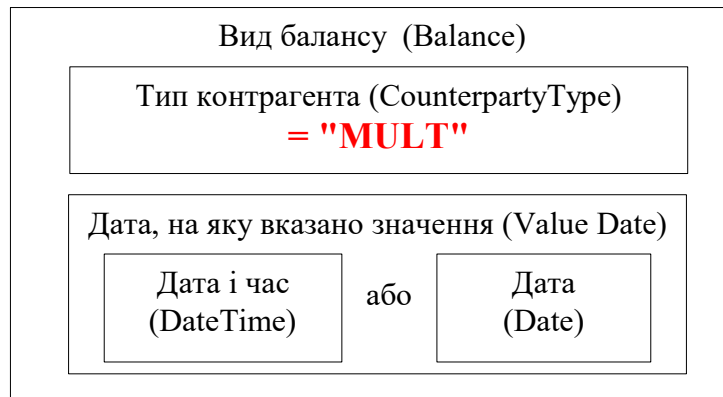 Вид балансу (Balance)
Тип контрагента (CounterpartyType)
= "MULT"
Дата, на яку вказано значення (Value Date)
Дата і час
(DateTime)
або
Дата
(Date)